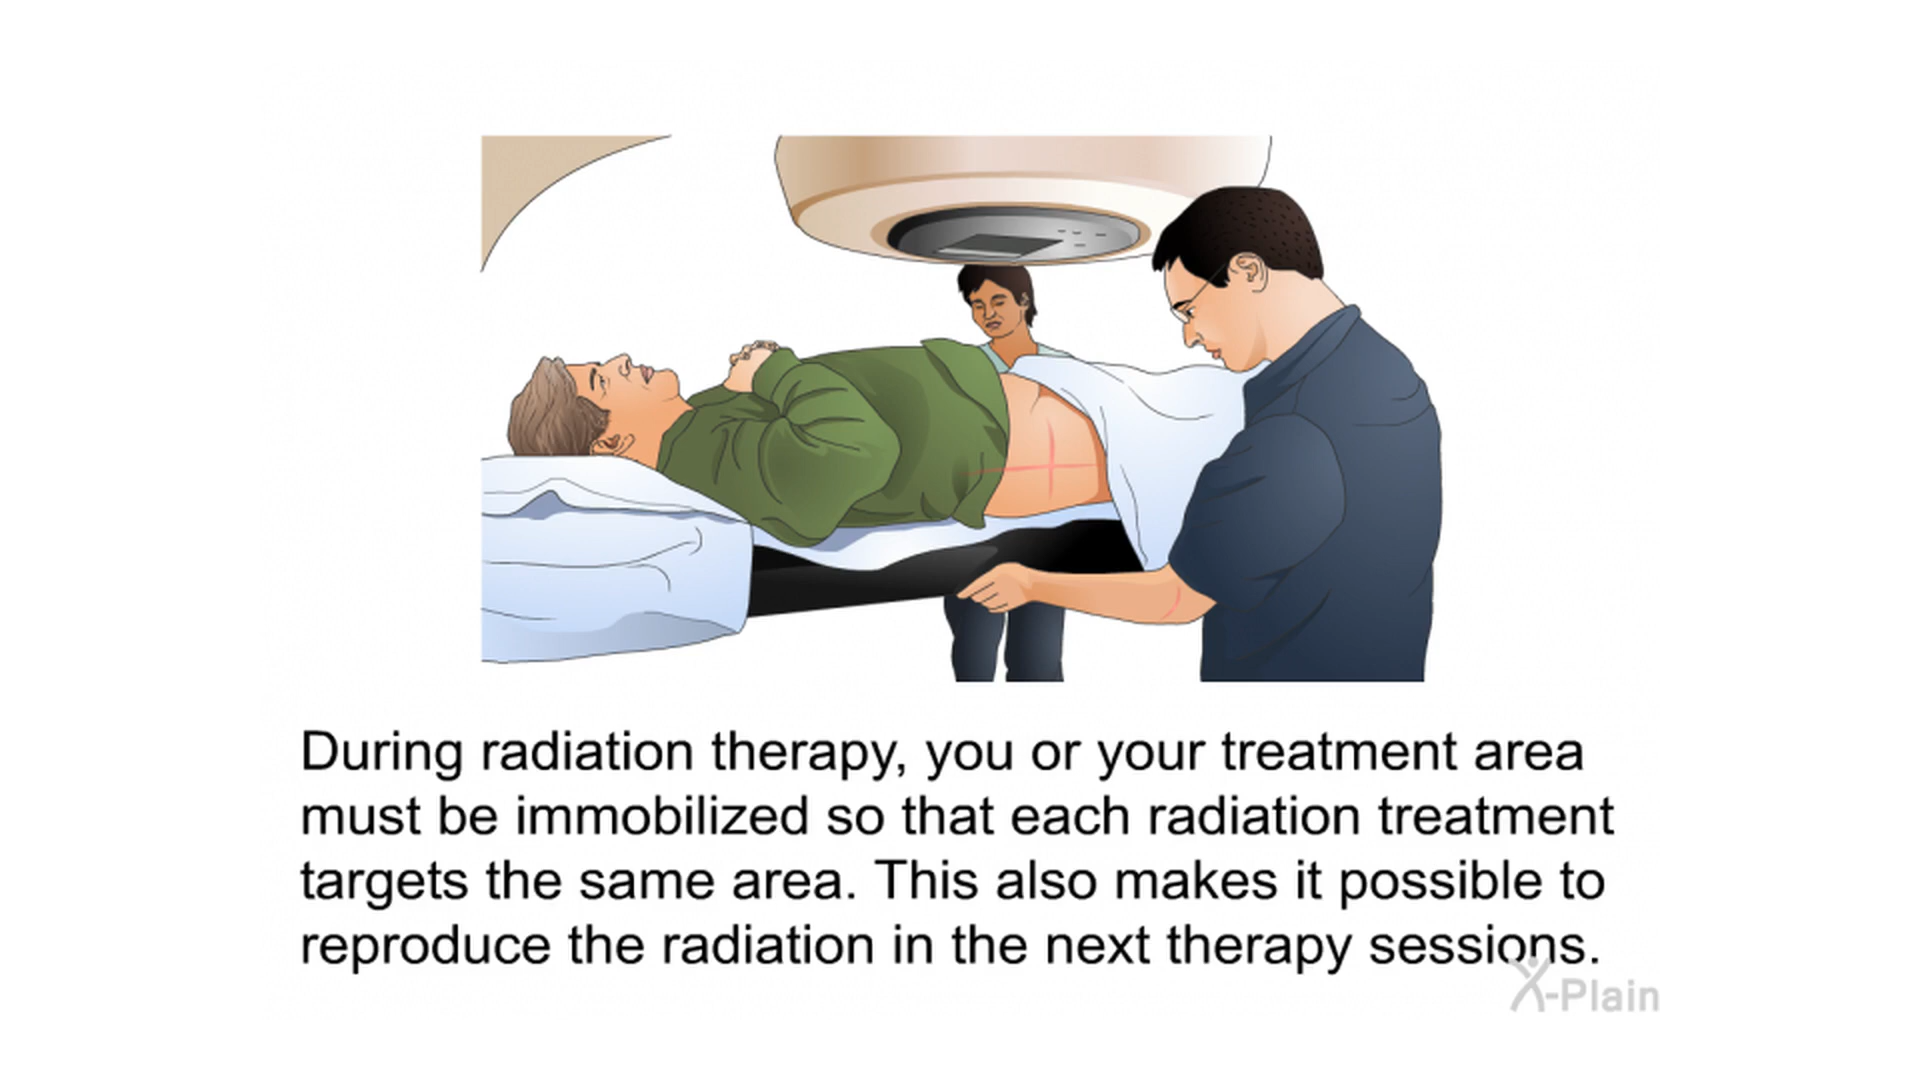 During radiation therapy, you or your treatment area
must be immobilized so that each radiation treatment
targets the same area. This also makes it possible to
reproduce the radiation in the next therapy sessions.
X-Plain